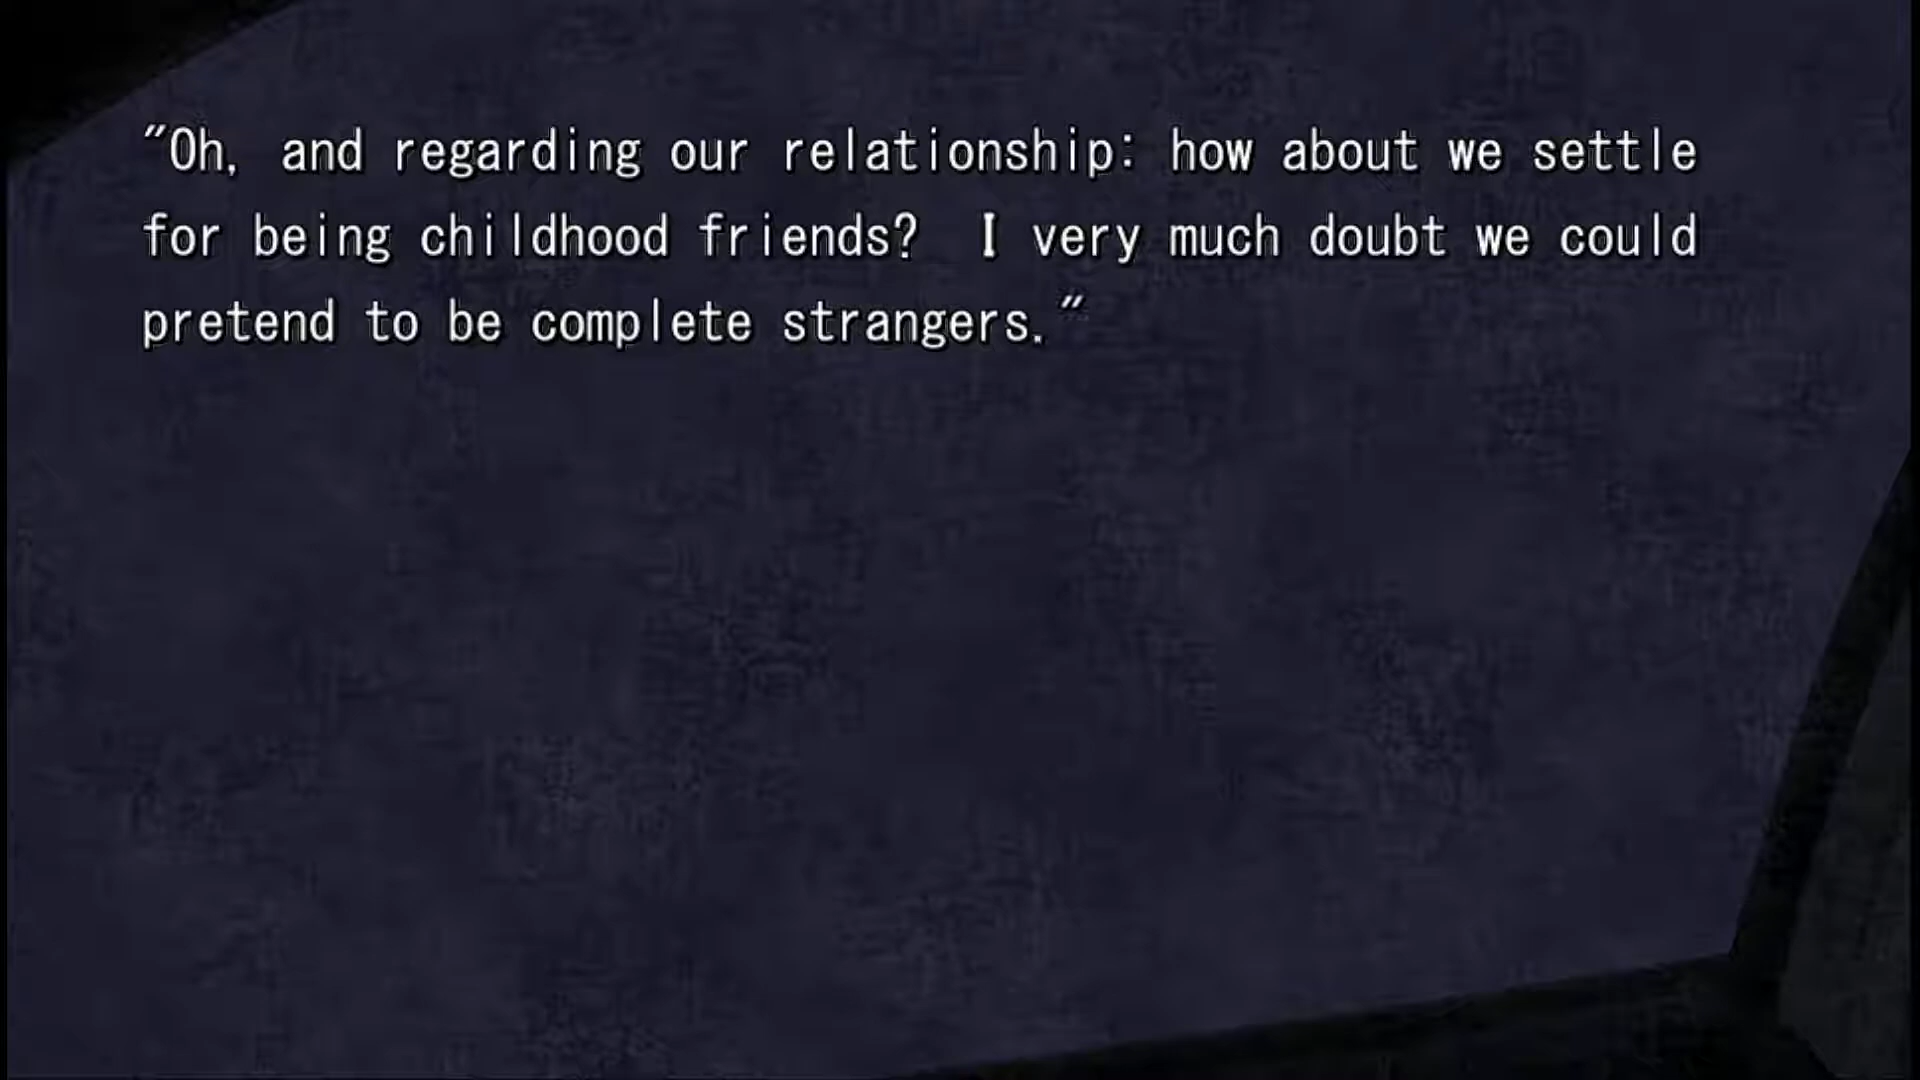 "Oh, and regarding our relationship: how about we settle
for being childhood friends?  I very much doubt we could
pretend to be complete strangers."